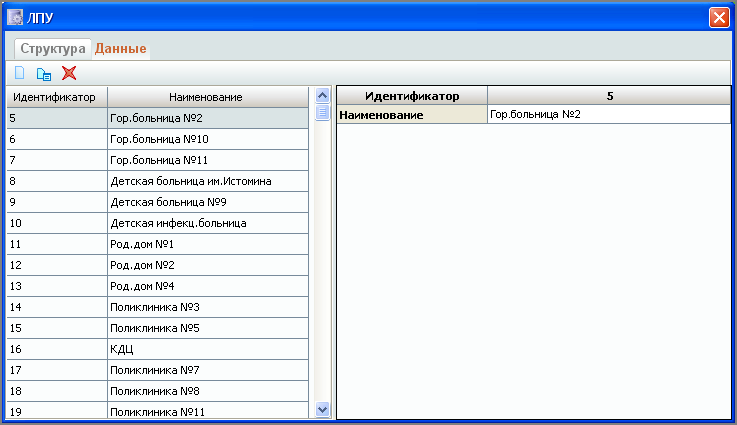 ЛПУ
Структура Данные
Идентификатор Наименование
5 Гор.больница №2
6 Гор.больница №10
7 Гор.больница №11
8 Детская больница им.Истомина
9 Детская больница №9
10 Детская инфекц.больница
11 Род.дом №1
12 Род.дом №2
13 Род.дом №4
14 Поликлиника №3
15 Поликлиника №5
16 КДЦ
17 Поликлиника №7
18 Поликлиника №8
19 Поликлиника №11
Идентификатор 5
Наименование Гор.больница №2